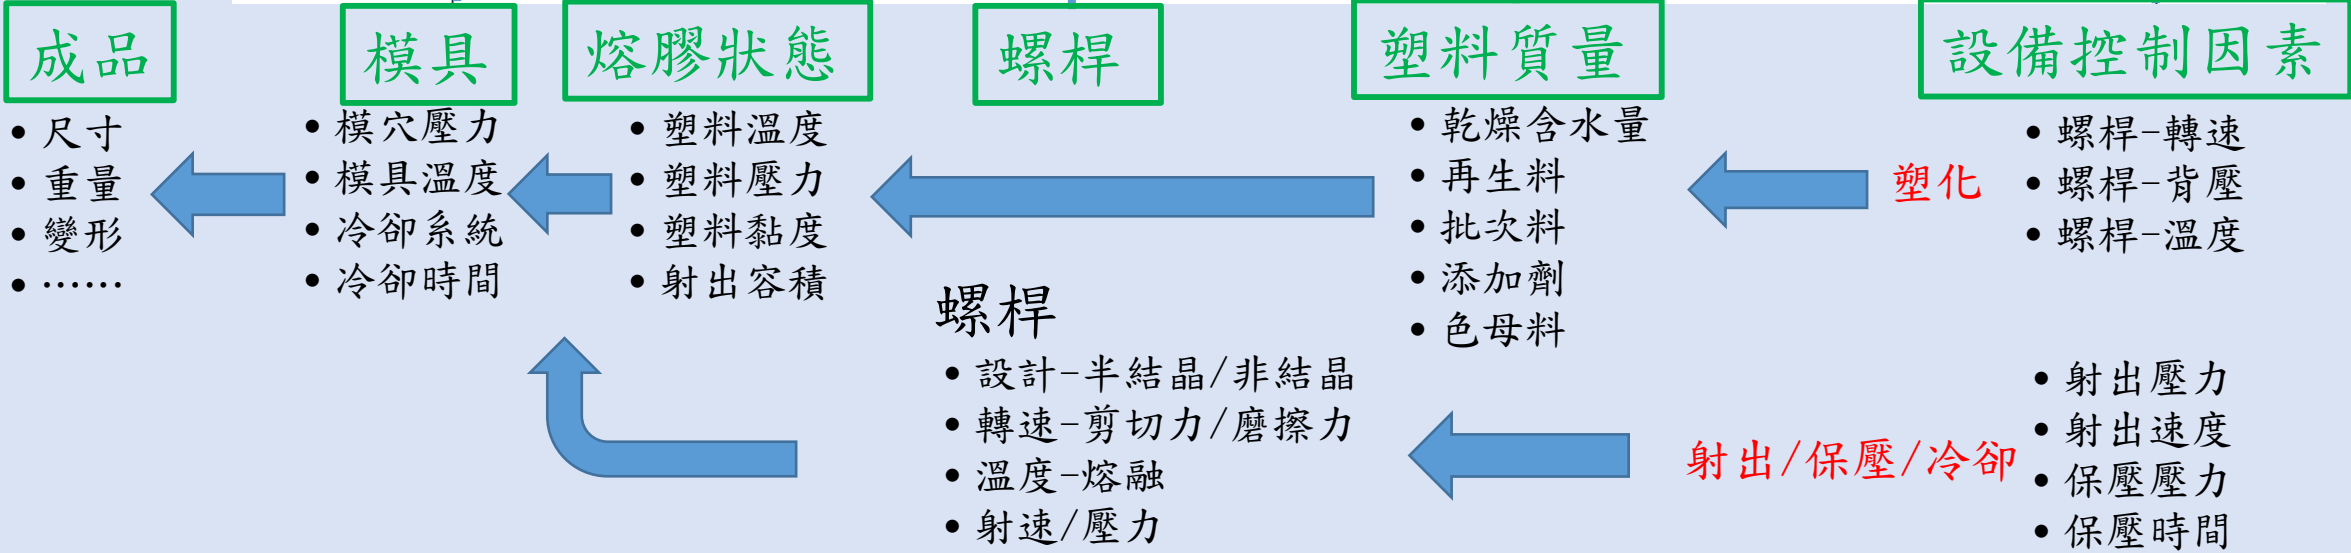 成品
尺寸
重量
變形
……
模具
模穴壓力
模具溫度
冷卻系統
冷卻時間
熔膠狀態
塑料溫度
塑料壓力
塑料黏度
射出容積
螺桿
螺桿
設計-半結晶/非結晶
轉速-剪切力/磨擦力
溫度-熔融
射速/壓力
塑料質量
乾燥含水量
再生料
批次料
添加劑
色母料
設備控制因素
塑化
螺桿-轉速
螺桿-背壓
螺桿-溫度
射出/保壓/冷卻
射出壓力
射出速度
保壓壓力
保壓時間